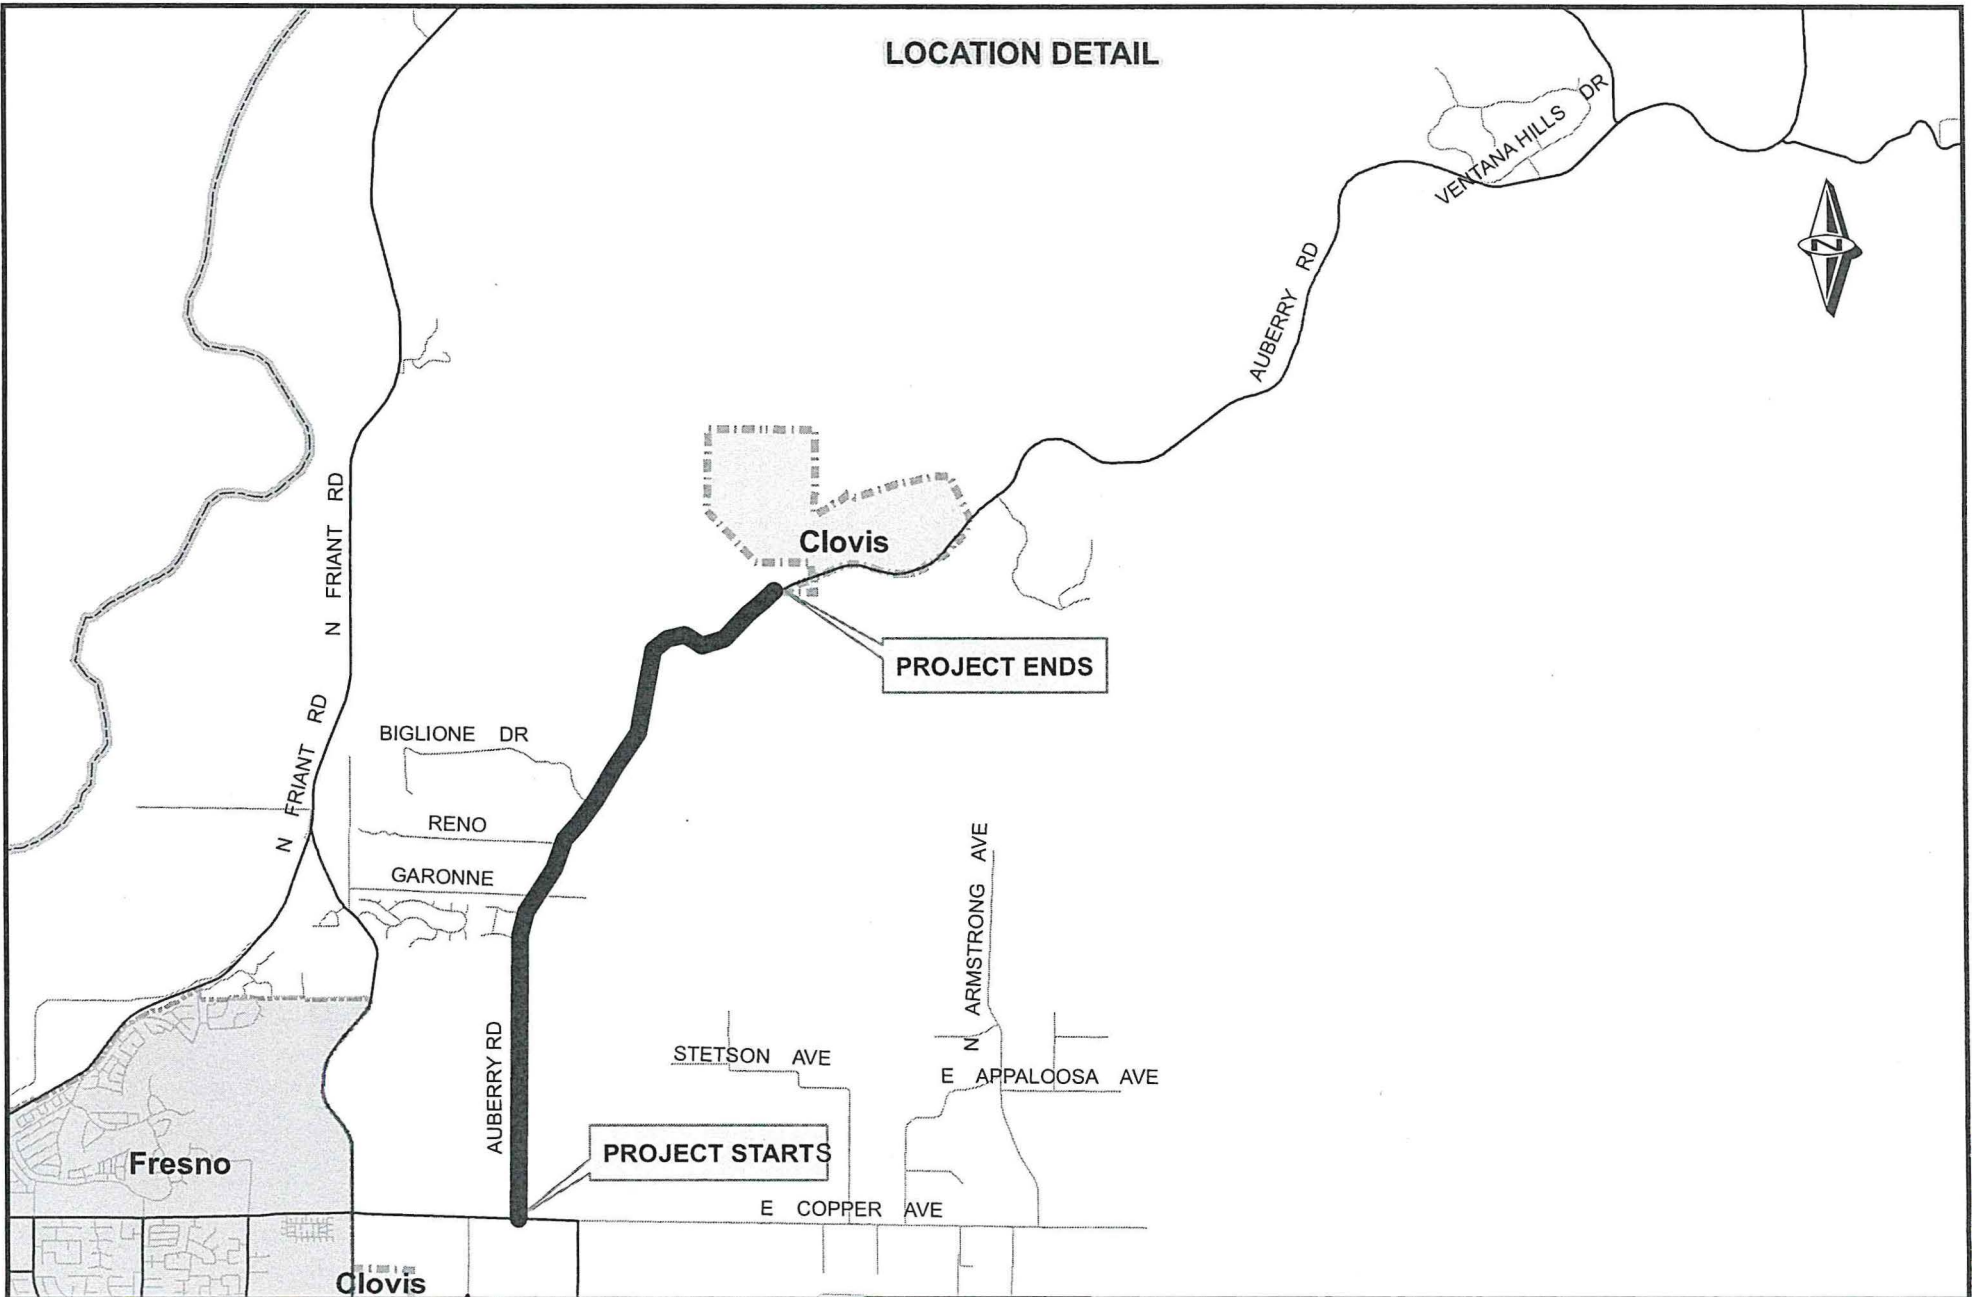 LOCATION DETAIL
VENTANA HILLS DR
AUBERRY RD
N
N FRIANT RD
Clovis
PROJECT ENDS
N FRIANT RD
BIGLIONE DR
RENO
GARONNE
N ARMSTRONG AVE
AUBERRY RD
STETSON AVE
E APPALOOSA AVE
PROJECT STARTS
Fresno
E COPPER AVE
Clovis